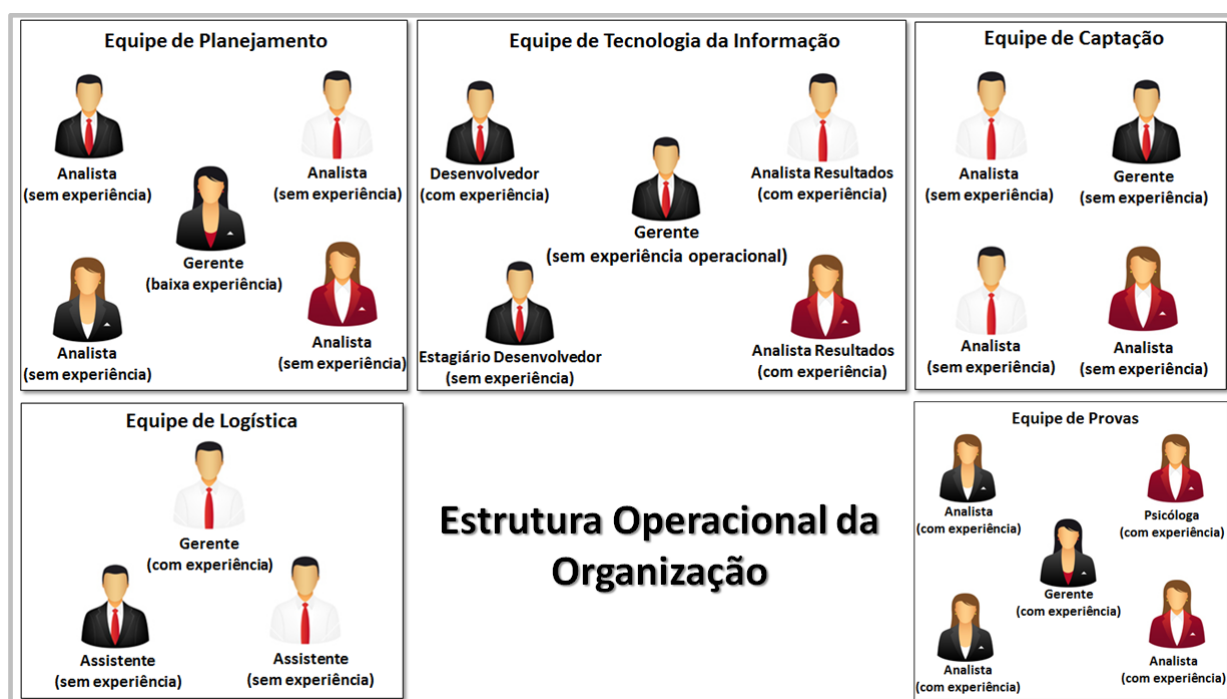 Equipe de Planejamento
Analista
(sem experiência)
Analista
(sem experiência)
Gerente
(baixa experiência)
Analista
(sem experiência)
Analista
(sem experiência)
Equipe de Tecnologia da Informação
Desenvolvedor
(com experiência)
Analista Resultados
(com experiência)
Gerente
(sem experiência operacional)
Estagiário Desenvolvedor
(sem experiência)
Analista Resultados
(com experiência)
Equipe de Captação
Analista
(sem experiência)
Gerente
(sem experiência)
Analista
(sem experiência)
Analista
(sem experiência)
Equipe de Logística
Gerente
(com experiência)
Assistente
(sem experiência)
Assistente
(sem experiência)
Estrutura Operacional da
Organização
Equipe de Provas
Analista
(com experiência)
Psicóloga
(com experiência)
Gerente
(com experiência)
Analista
(com experiência)
Analista
(com experiência)